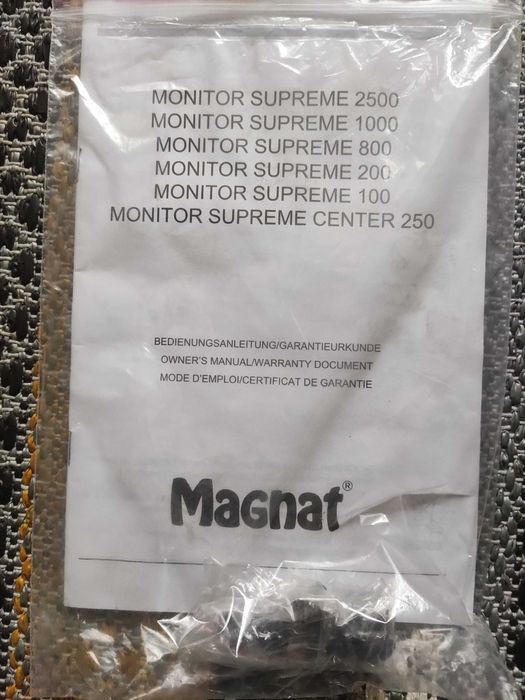 MONITOR SUPREME 2500
MONITOR SUPREME 1000
MONITOR SUPREME 800
MONITOR SUPREME 200
MONITOR SUPREME 100
MONITOR SUPREME CENTER 250
BEDIENUNGSANLEITUNG/GARANTIEURKUNDE
OWNER'S MANUAL/WARRANTY DOCUMENT
MODE D'EMPLOI/CERTIFICAT DE GARANTIE
Magnat®